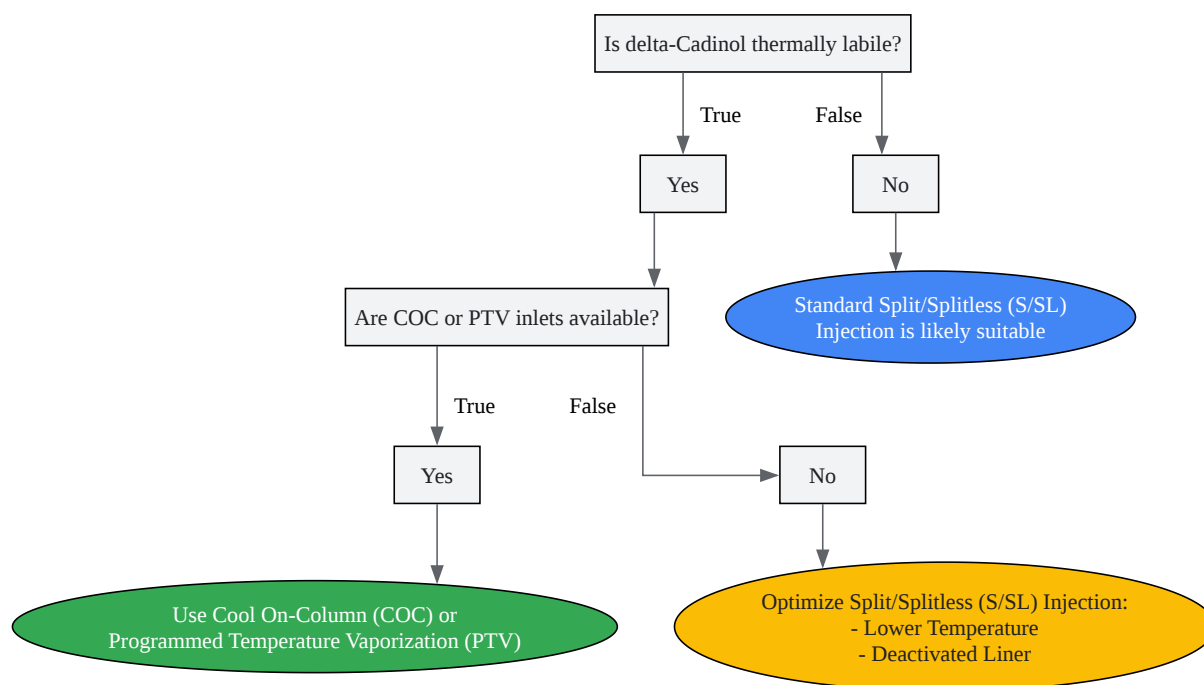 Is delta-Cadinol thermally labile?
True
False
Yes
No
Standard Split/Splitless (S/SL)
Injection is likely suitable
Are COC or PTV inlets available?
True
False
Yes
No
Use Cool On-Column (COC) or
Programmed Temperature Vaporization (PTV)
Optimize Split/Splitless (S/SL) Injection:
- Lower Temperature
- Deactivated Liner